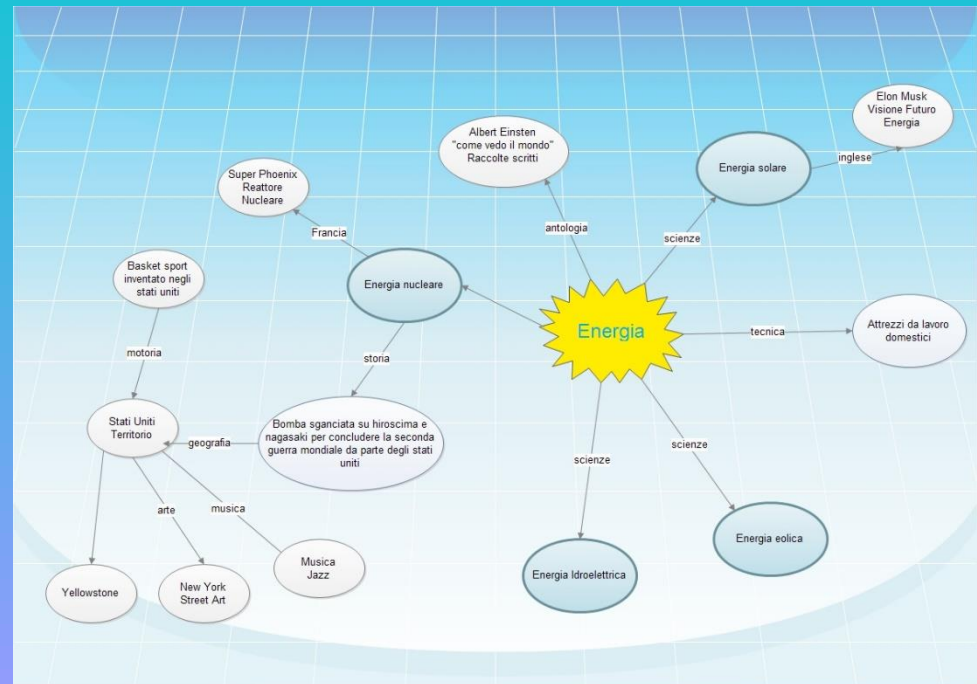 Elon Musk
Visione Futuro
Energia
inglese
Albert Einsten
"come vedo il mondo"
Raccolte scritti
Energia solare
Super Phoenix
Reattore
Nucleare
Francia
antologia
scienze
Basket sport
inventato negli
stati uniti
Energia nucleare
Energia
tecnica
Attrezzi da lavoro
domestici
motoria
storia
Stati Uniti
Territorio
geografia
Bomba sganciata su hiroscima e
nagasaki per concludere la seconda
guerra mondiale da parte degli stati
uniti
scienze
scienze
arte
musica
Energia eolica
Musica
Jazz
Energia Idroelettrica
Yellowstone
New York
Street Art